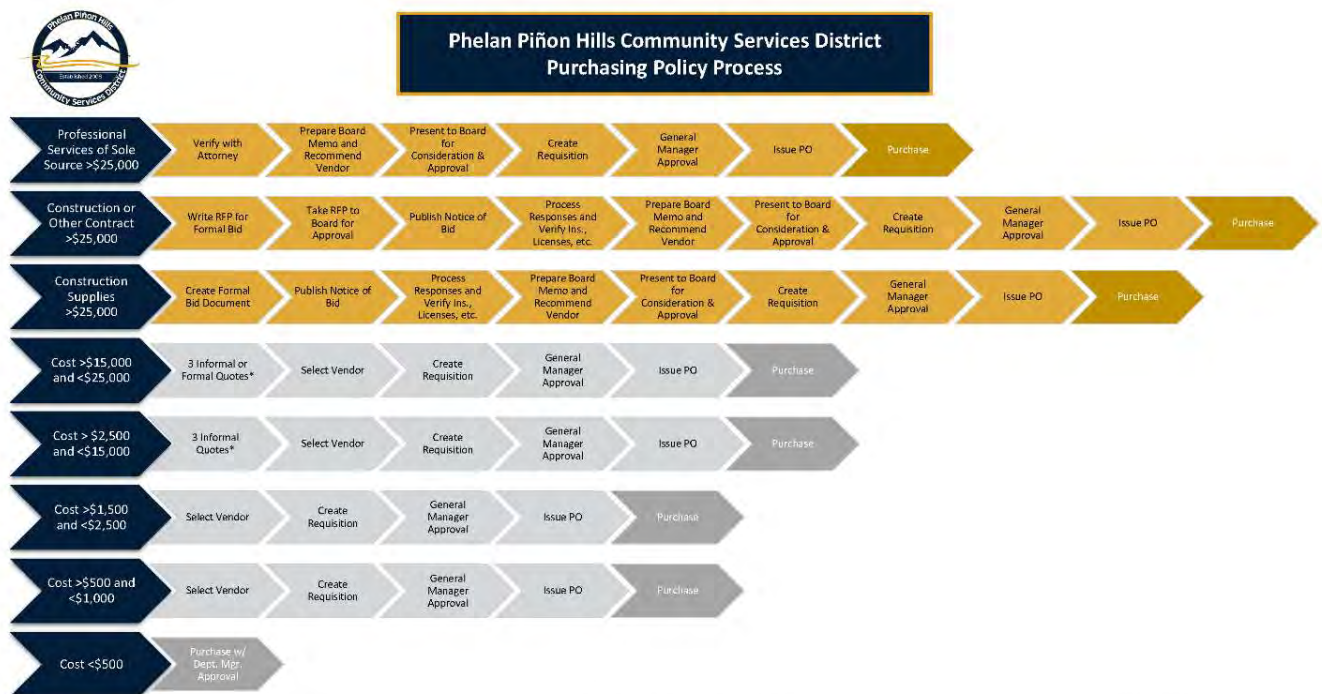 Phelan Piñon Hills
Established 2008
Community Services District
Phelan Piñon Hills Community Services District
Purchasing Policy Process
Professional
Services of Sole
Source >$25,000
Verify with
Attorney
Prepare Board
Memo and
Recommend
Vendor
Present to Board
for
Consideration &
Approval
Create
Requisition
General
Manager
Approval
Issue PO
Purchase
Construction or
Other Contract
>$25,000
Write RFP for
Formal Bid
Take RFP to
Board for
Approval
Publish Notice of
Bid
Process
Responses and
Verify Ins.,
Licenses, etc.
Prepare Board
Memo and
Recommend
Vendor
Present to Board
for
Consideration &
Approval
Create
Requisition
General
Manager
Approval
Issue PO
Purchase
Construction
Supplies
>$25,000
Create Formal
Bid Document
Publish Notice of
Bid
Process
Responses and
Verify Ins.,
Licenses, etc.
Prepare Board
Memo and
Recommend
Vendor
Present to Board
for
Consideration &
Approval
Create
Requisition
General
Manager
Approval
Issue PO
Purchase
Cost >$15,000
and <$25,000
3 Informal or
Formal Quotes*
Select Vendor
Create
Requisition
General
Manager
Approval
Issue PO
Purchase
Cost > $2,500
and <$15,000
3 Informal
Quotes*
Select Vendor
Create
Requisition
General
Manager
Approval
Issue PO
Purchase
Cost >$1,500
and <$2,500
Select Vendor
Create
Requisition
General
Manager
Approval
Issue PO
Purchase
Cost >$500 and
<$1,000
Select Vendor
Create
Requisition
General
Manager
Approval
Issue PO
Purchase
Cost <$500
Purchase w/
Dept. Mgr.
Approval